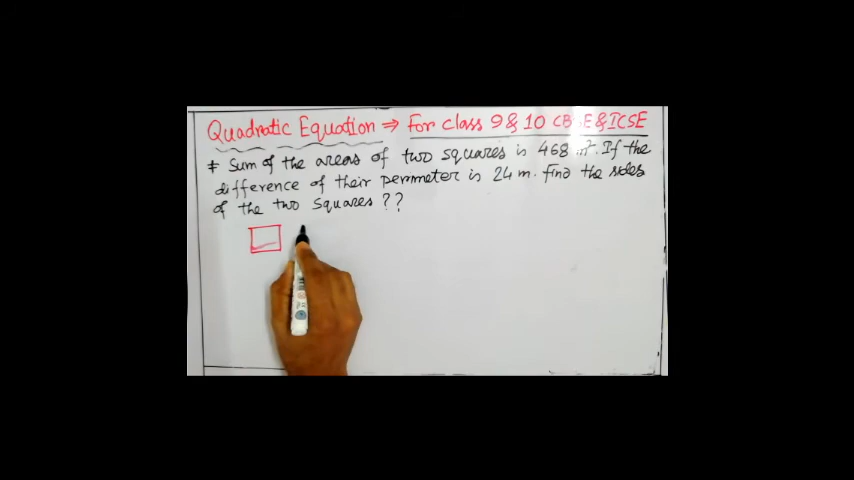 Quadratic Equation ⇒ For class 9 & 10 CBSE & ICSE
* Sum of the areas of two squares is 468 m². If the
difference of their perimeter is 24 m. Find the sides
of the two squares ??